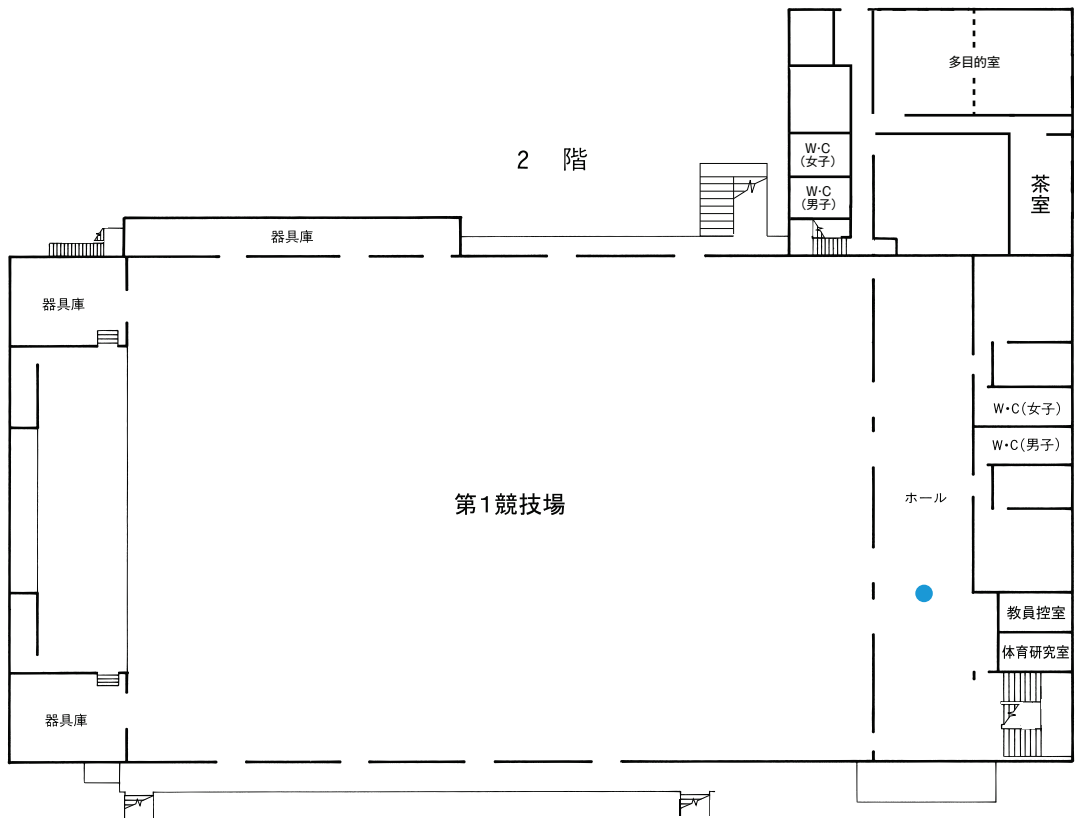 多目的室
2 階
W・C
(女子)
W・C
(男子)
茶室
器具庫
器具庫
W・C(女子)
W・C(男子)
第1競技場
ホール
教員控室
体育研究室
器具庫